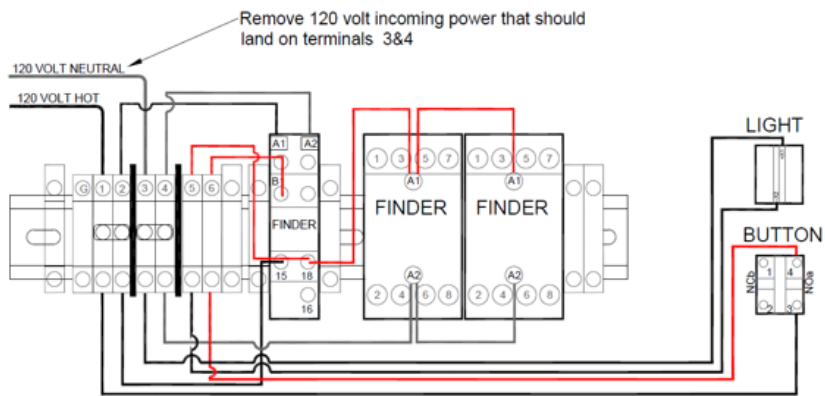 Remove 120 volt incoming power that should
land on terminals 3&4
120 VOLT NEUTRAL
120 VOLT HOT
LIGHT
A1 A2
1 3 5 7
1 3 5 7
A1
A1
G 1 2 3 4 5 6
B1
FINDER
FINDER
FINDER
BUTTON
15 18
A2
A2
1 4
NCb
NOa
2 3
2 4 6 8
2 4 6 8
16